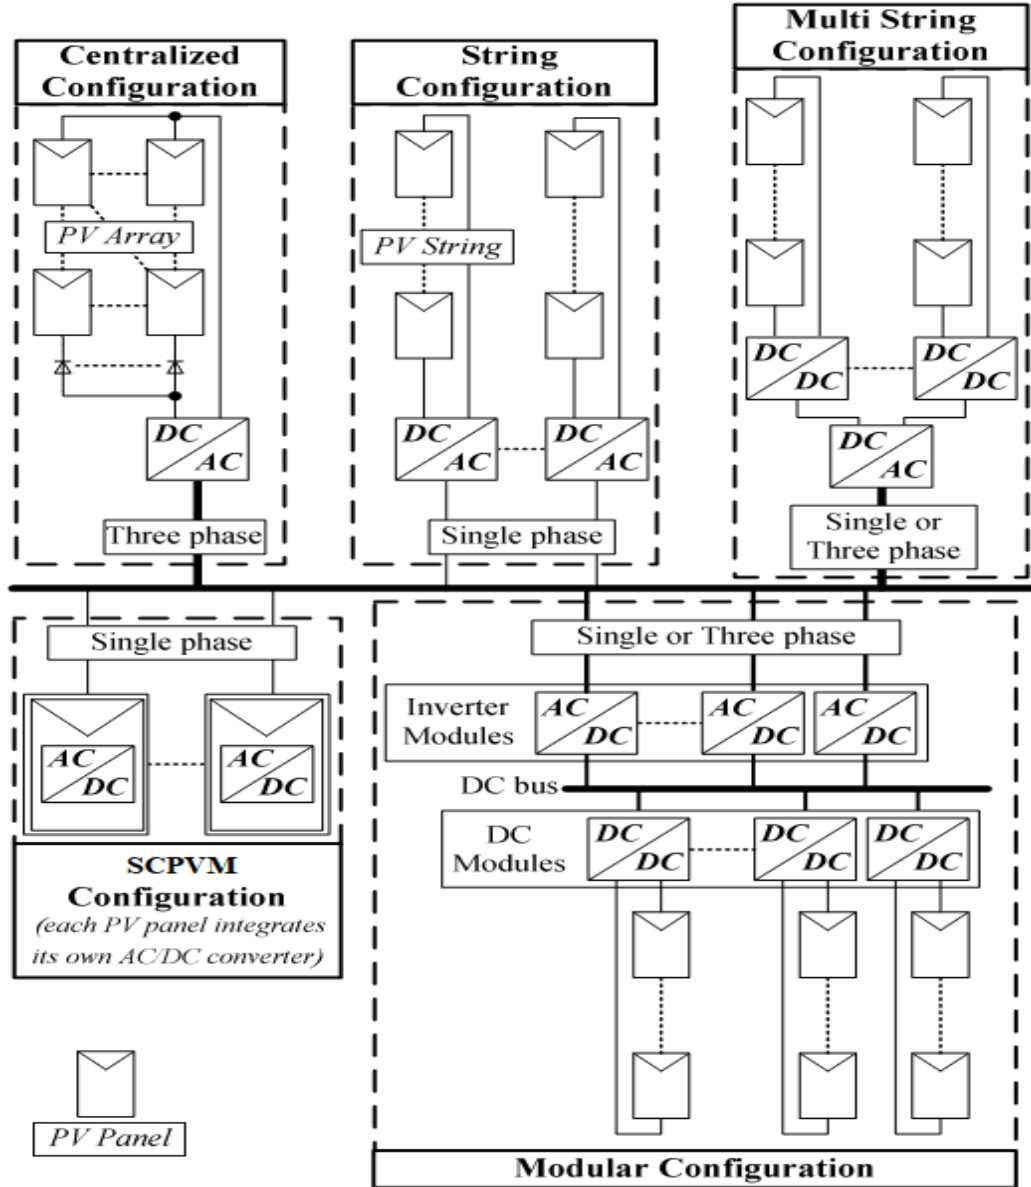 Centralized
Configuration
PV Array
DC
AC
Three phase
String
Configuration
PV String
DC
AC
DC
AC
Single phase
Multi String
Configuration
DC
DC
DC
DC
DC
AC
Single or
Three phase
Single phase
AC
DC
AC
DC
SCPVM
Configuration
(each PV panel integrates
its own AC/DC converter)
PV Panel
Single or Three phase
Inverter
Modules
AC
DC
AC
DC
AC
DC
DC bus
DC
Modules
DC
DC
DC
DC
DC
DC
Modular Configuration